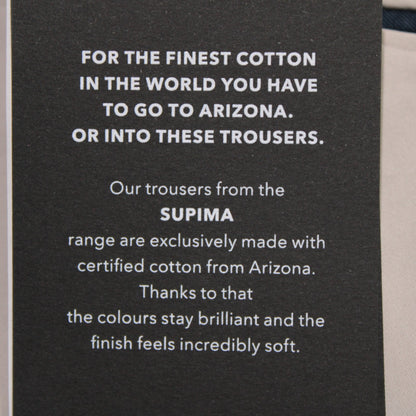 FOR THE FINEST COTTON
IN THE WORLD YOU HAVE
TO GO TO ARIZONA.
OR INTO THESE TROUSERS.
Our trousers from the
SUPIMA
range are exclusively made with
certified cotton from Arizona.
Thanks to that
the colours stay brilliant and the
finish feels incredibly soft.